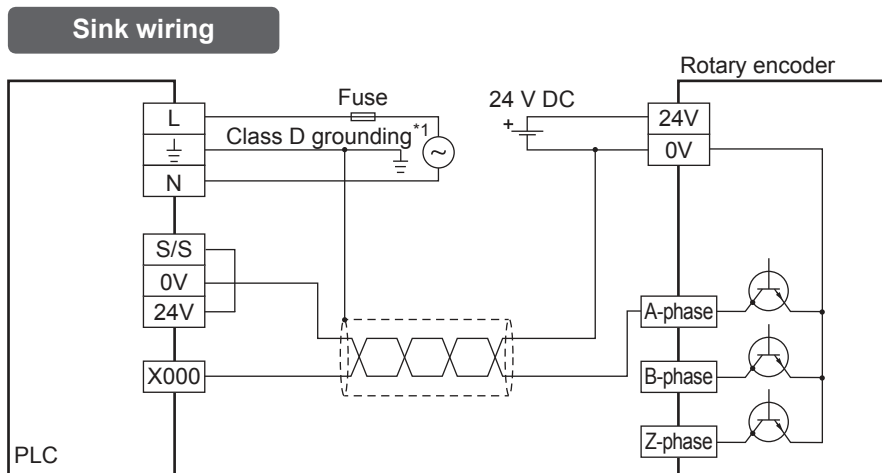 Sink wiring
Rotary encoder
Fuse
24 V DC
+
L
Class D grounding*1
N
~
24V
0V
S/S
0V
24V
X000
A-phase
B-phase
Z-phase
PLC